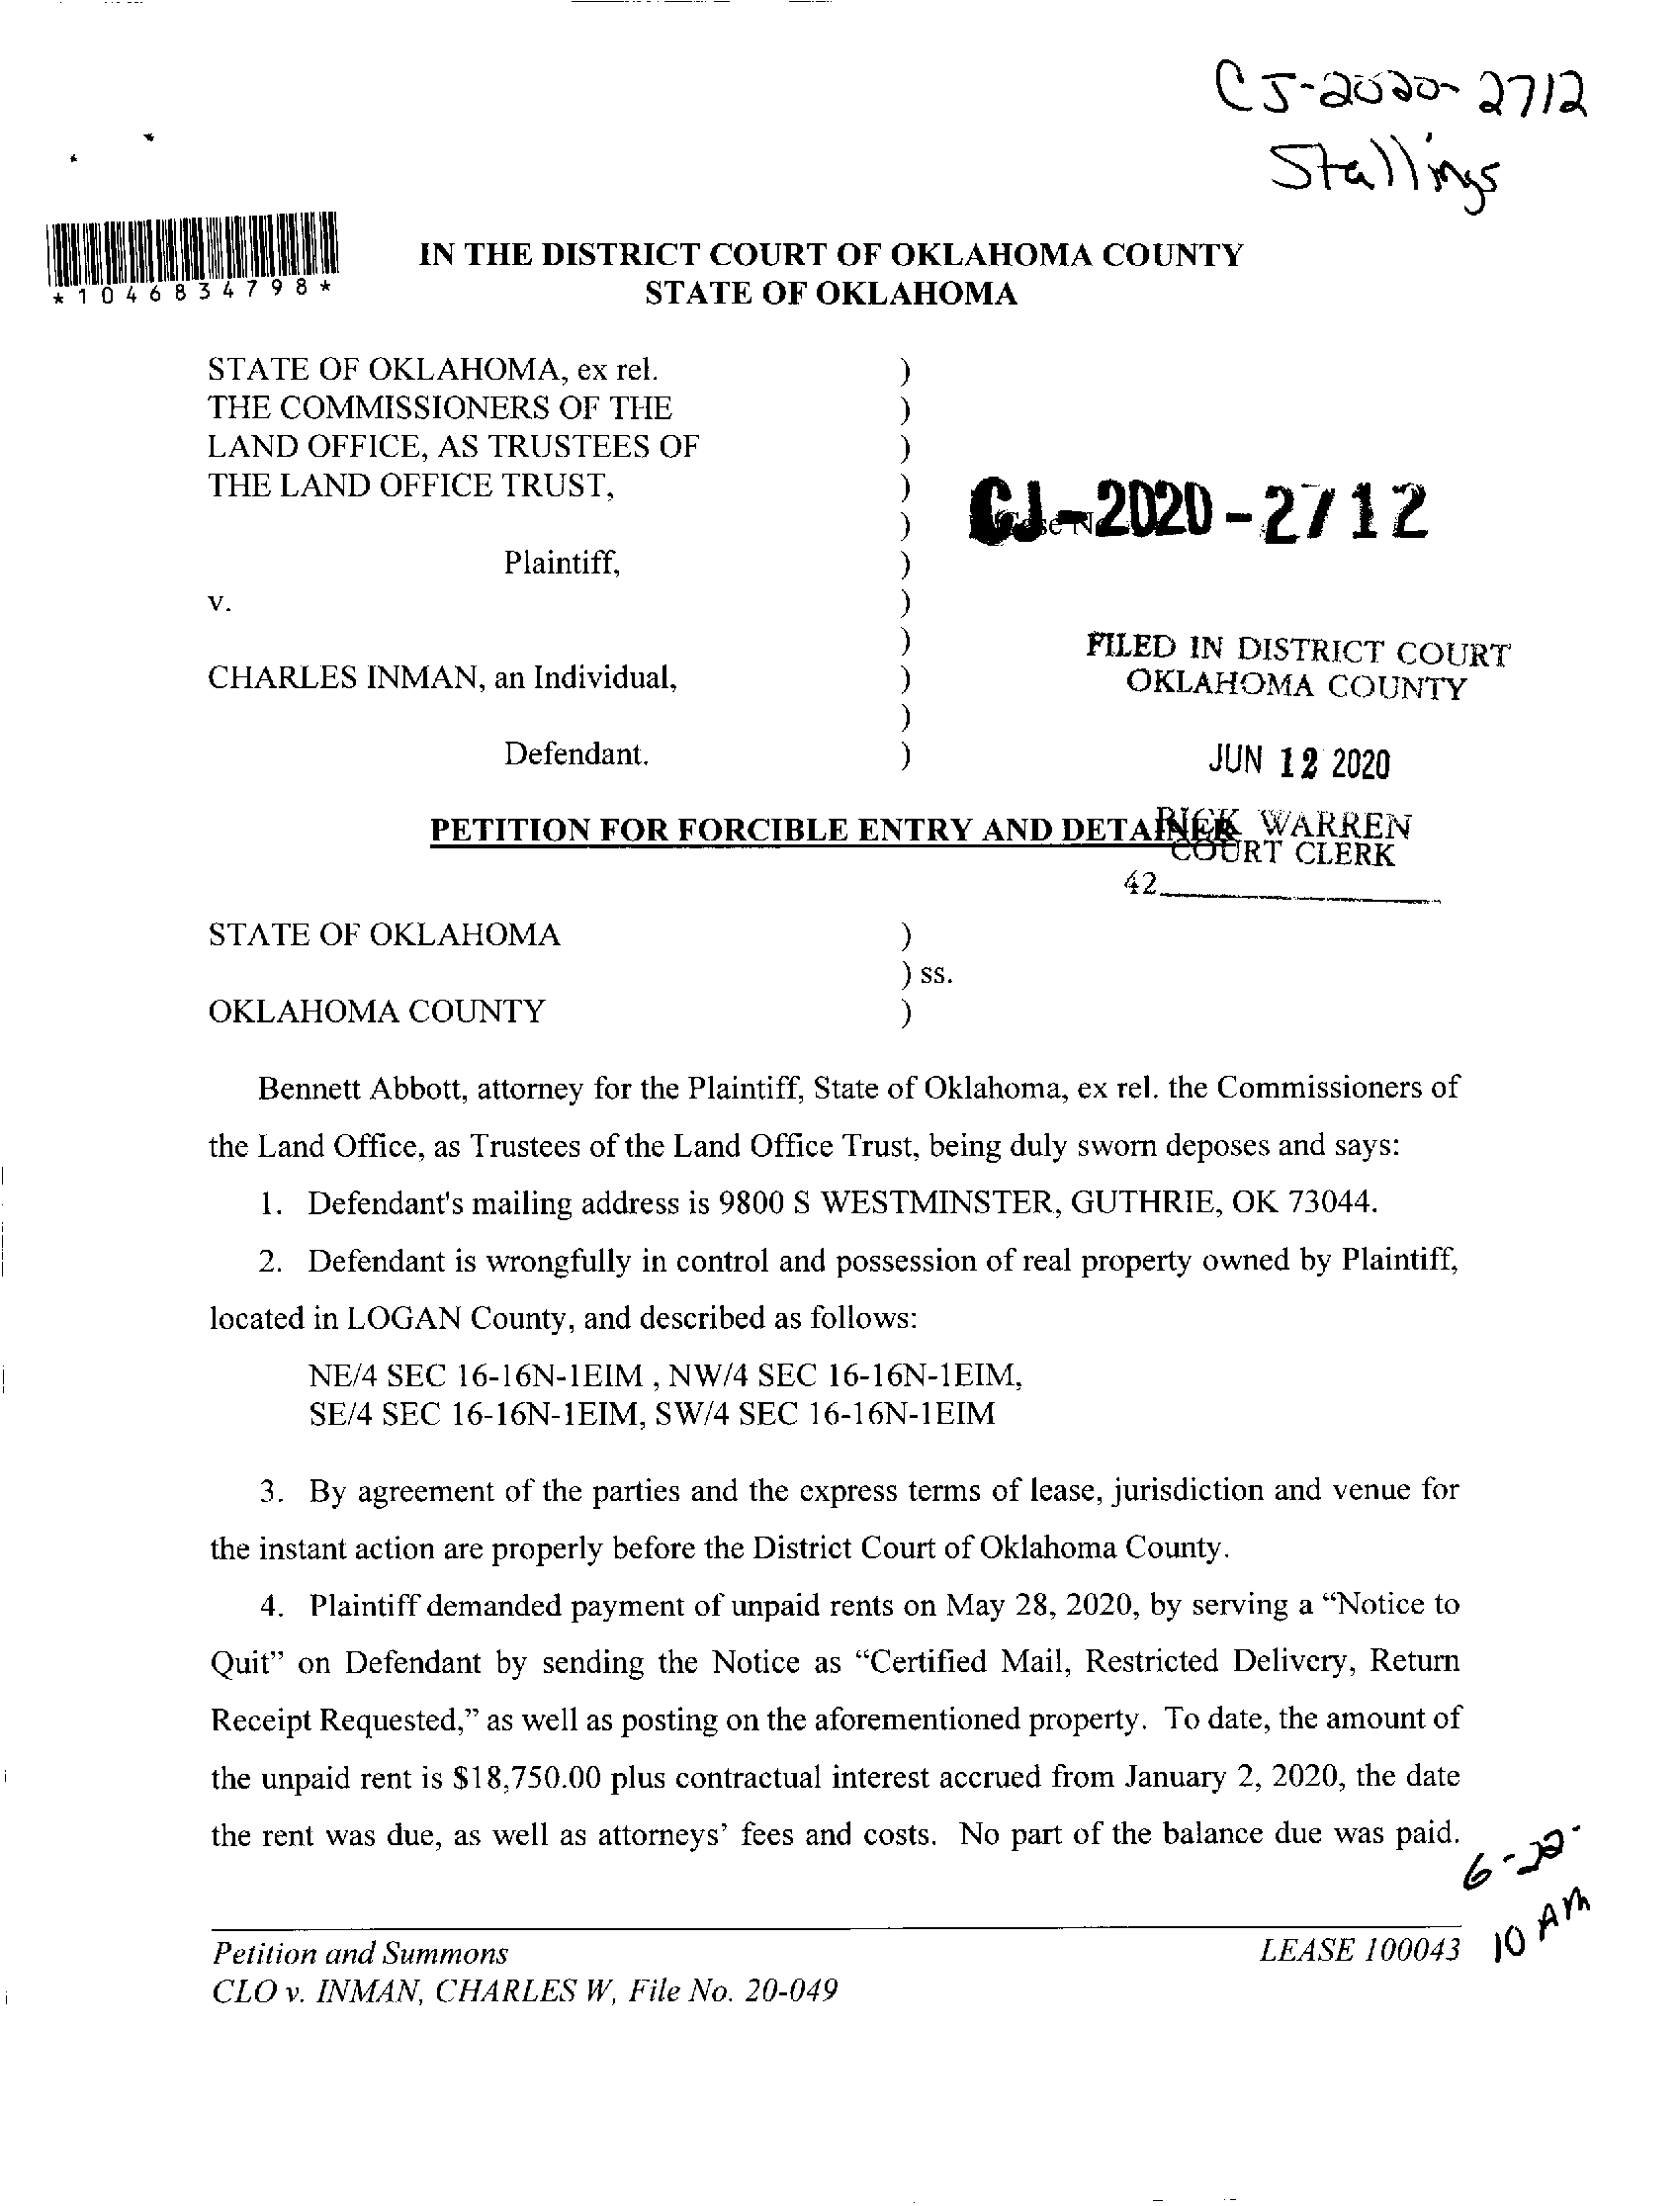 CJ-2020-2712
Stallings
*1046834798*
IN THE DISTRICT COURT OF OKLAHOMA COUNTY
STATE OF OKLAHOMA
STATE OF OKLAHOMA, ex rel. )
THE COMMISSIONERS OF THE )
LAND OFFICE, AS TRUSTEES OF )
THE LAND OFFICE TRUST, )
) CJ-2020-2712
Plaintiff, )
v. )
) FILED IN DISTRICT COURT
CHARLES INMAN, an Individual, ) OKLAHOMA COUNTY
)
Defendant. ) JUN 12 2020
PETITION FOR FORCIBLE ENTRY AND DETAINER
RICK WARREN
COURT CLERK
42
STATE OF OKLAHOMA )
) ss.
OKLAHOMA COUNTY )
Bennett Abbott, attorney for the Plaintiff, State of Oklahoma, ex rel. the Commissioners of
the Land Office, as Trustees of the Land Office Trust, being duly sworn deposes and says:
1. Defendant's mailing address is 9800 S WESTMINSTER, GUTHRIE, OK 73044.
2. Defendant is wrongfully in control and possession of real property owned by Plaintiff,
located in LOGAN County, and described as follows:
NE/4 SEC 16-16N-1EIM , NW/4 SEC 16-16N-1EIM,
SE/4 SEC 16-16N-1EIM, SW/4 SEC 16-16N-1EIM
3. By agreement of the parties and the express terms of lease, jurisdiction and venue for
the instant action are properly before the District Court of Oklahoma County.
4. Plaintiff demanded payment of unpaid rents on May 28, 2020, by serving a “Notice to
Quit” on Defendant by sending the Notice as “Certified Mail, Restricted Delivery, Return
Receipt Requested,” as well as posting on the aforementioned property. To date, the amount of
the unpaid rent is $18,750.00 plus contractual interest accrued from January 2, 2020, the date
the rent was due, as well as attorneys’ fees and costs. No part of the balance due was paid.
6-22-
10 AM
Petition and Summons LEASE 100043
CLO v. INMAN, CHARLES W, File No. 20-049